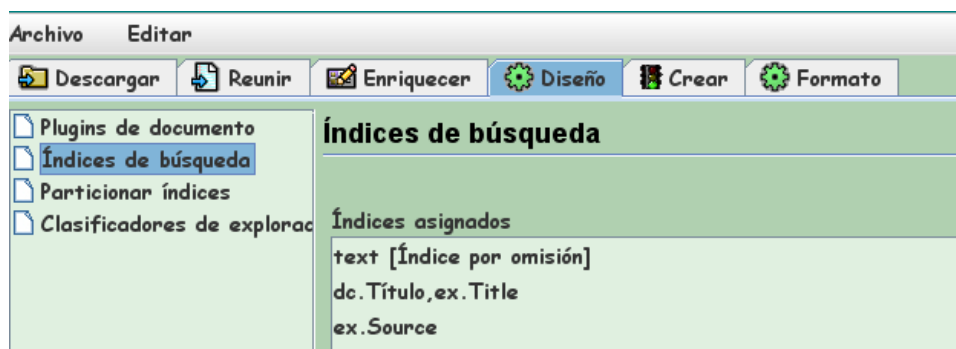 Archivo Editar
Descargar Reunir Enriquecer Diseño Crear Formato
Plugins de documento
Índices de búsqueda
Particionar índices
Clasificadores de explorac
Índices de búsqueda
Índices asignados
text [Índice por omisión]
dc.Título,ex.Title
ex.Source